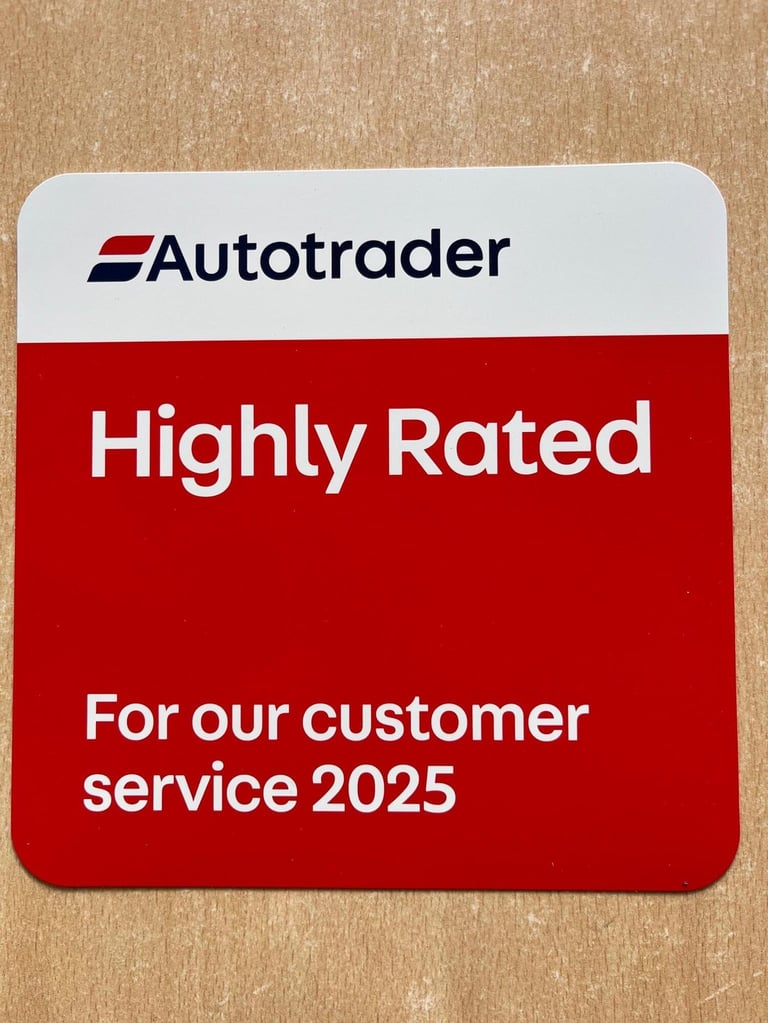 Autotrader
Highly Rated
For our customer
service 2025